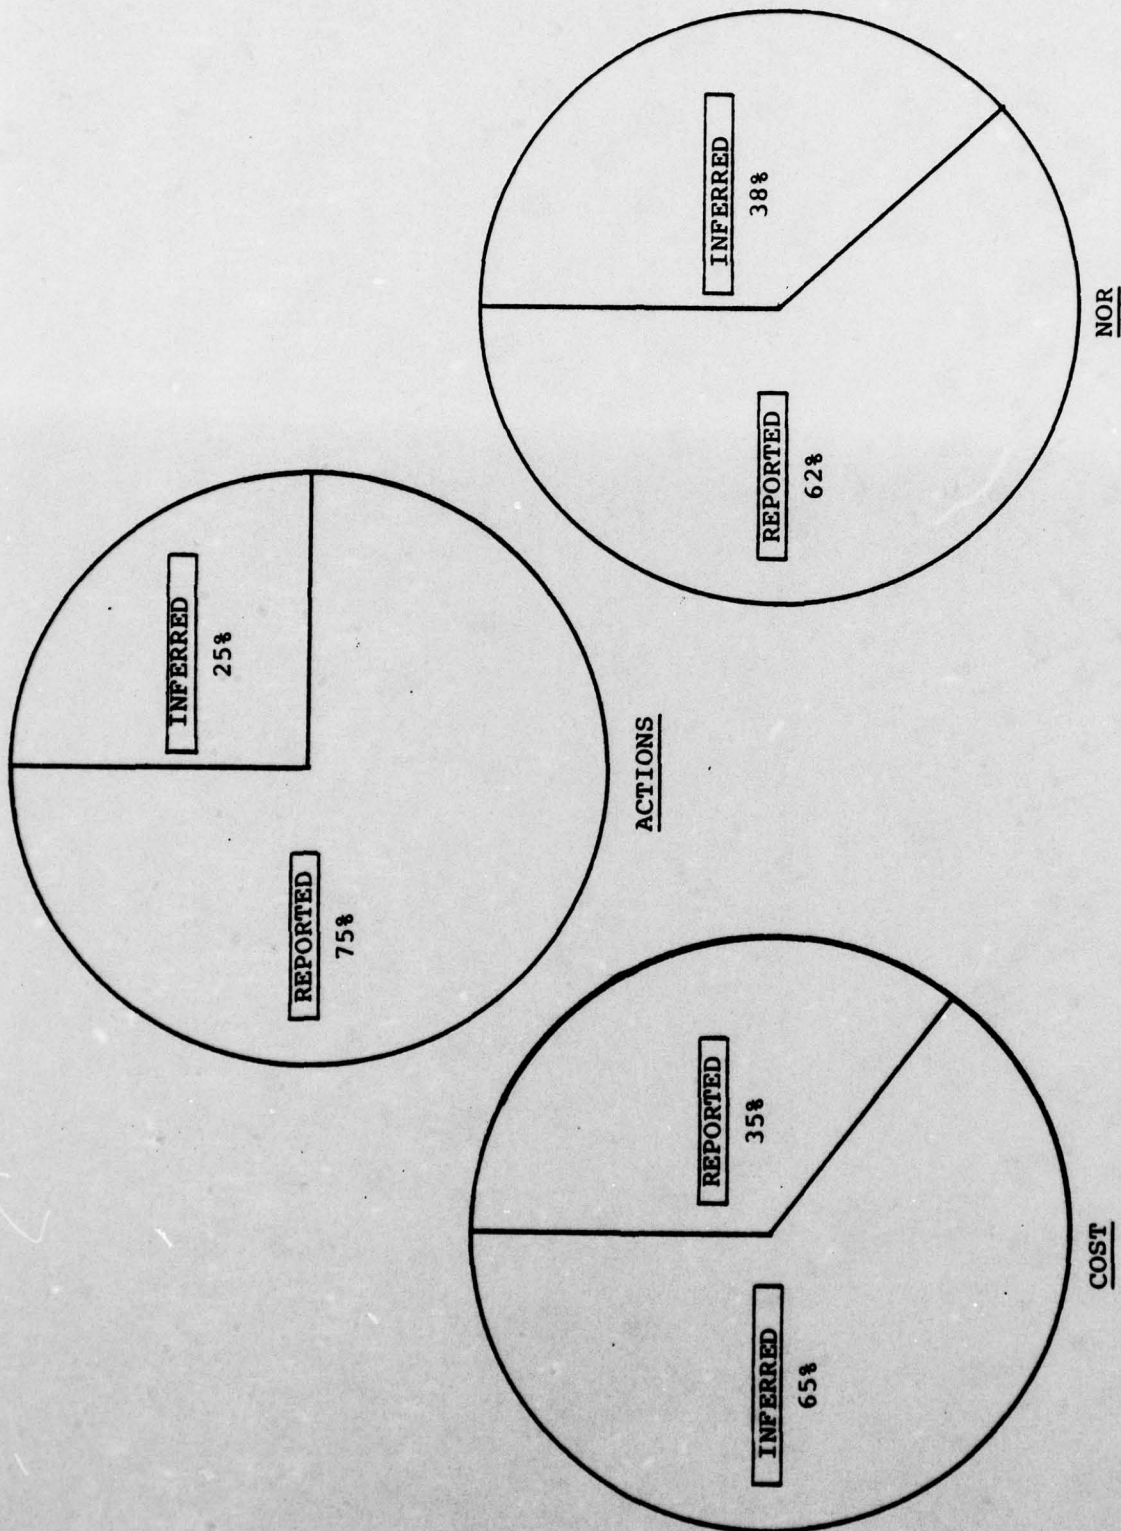 INFERRED
25%
REPORTED
75%
ACTIONS
REPORTED
35%
INFERRED
65%
COST
INFERRED
38%
REPORTED
62%
NOR